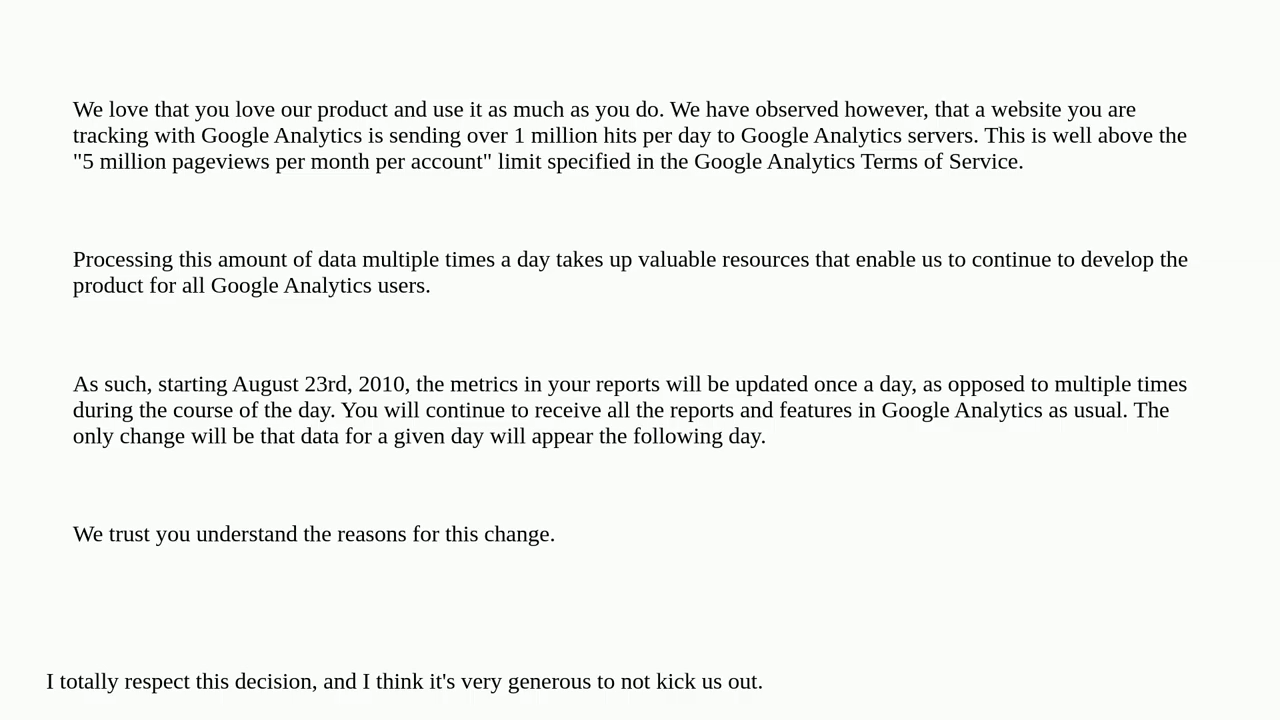 We love that you love our product and use it as much as you do. We have observed however, that a website you are
tracking with Google Analytics is sending over 1 million hits per day to Google Analytics servers. This is well above the
"5 million pageviews per month per account" limit specified in the Google Analytics Terms of Service.
Processing this amount of data multiple times a day takes up valuable resources that enable us to continue to develop the
product for all Google Analytics users.
As such, starting August 23rd, 2010, the metrics in your reports will be updated once a day, as opposed to multiple times
during the course of the day. You will continue to receive all the reports and features in Google Analytics as usual. The
only change will be that data for a given day will appear the following day.
We trust you understand the reasons for this change.
I totally respect this decision, and I think it's very generous to not kick us out.